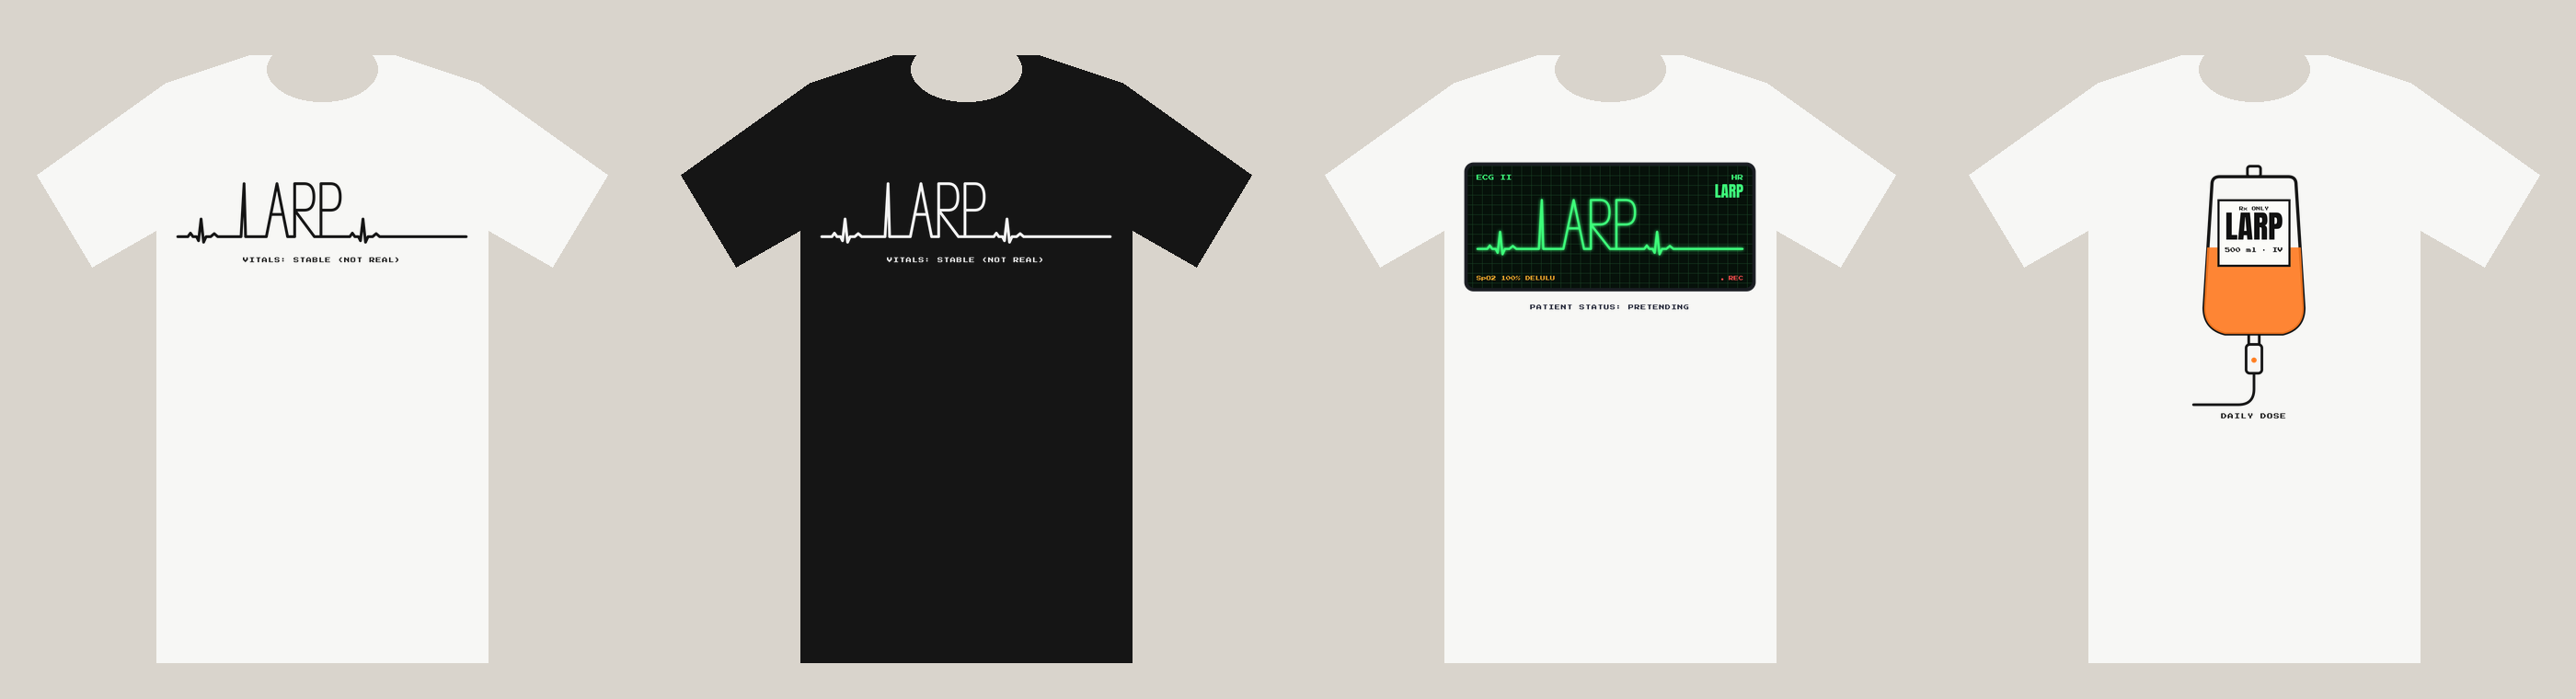 LARP
VITALS: STABLE (NOT REAL)
LARP
VITALS: STABLE (NOT REAL)
ECG II
HR
LARP
LARP
SpO2 100% DELULU
. REC
PATIENT STATUS: PRETENDING
Rx ONLY
LARP
500 ml · IV
DAILY DOSE